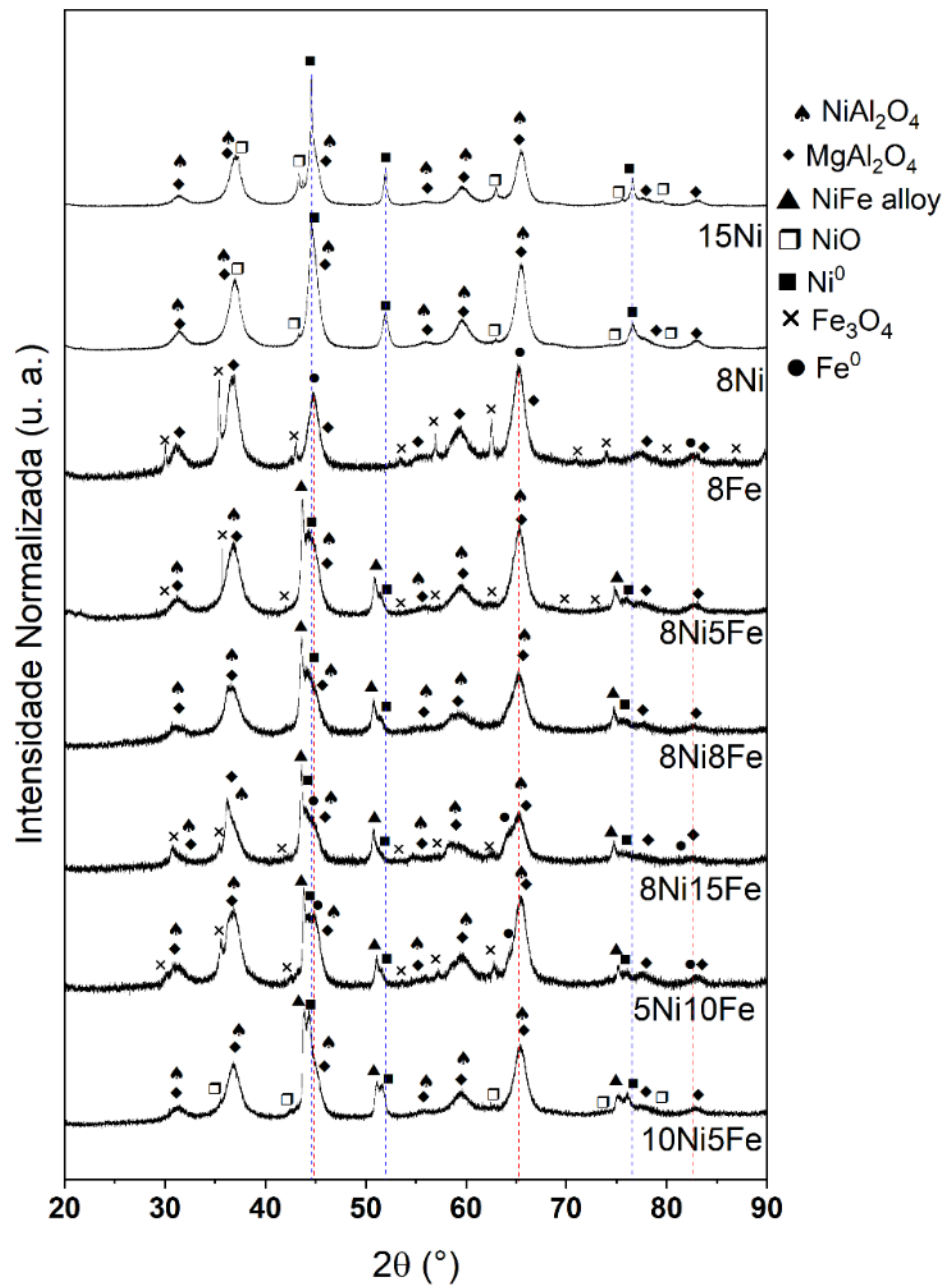 Intensidade Normalizada (u. a.)
15Ni
8Ni
8Fe
8Ni5Fe
8Ni8Fe
8Ni15Fe
5Ni10Fe
10Ni5Fe
20 30 40 50 60 70 80 90
2θ (°)
♠ NiAl₂O₄
◆ MgAl₂O₄
▲ NiFe alloy
❒ NiO
■ Ni⁰
× Fe₃O₄
● Fe⁰